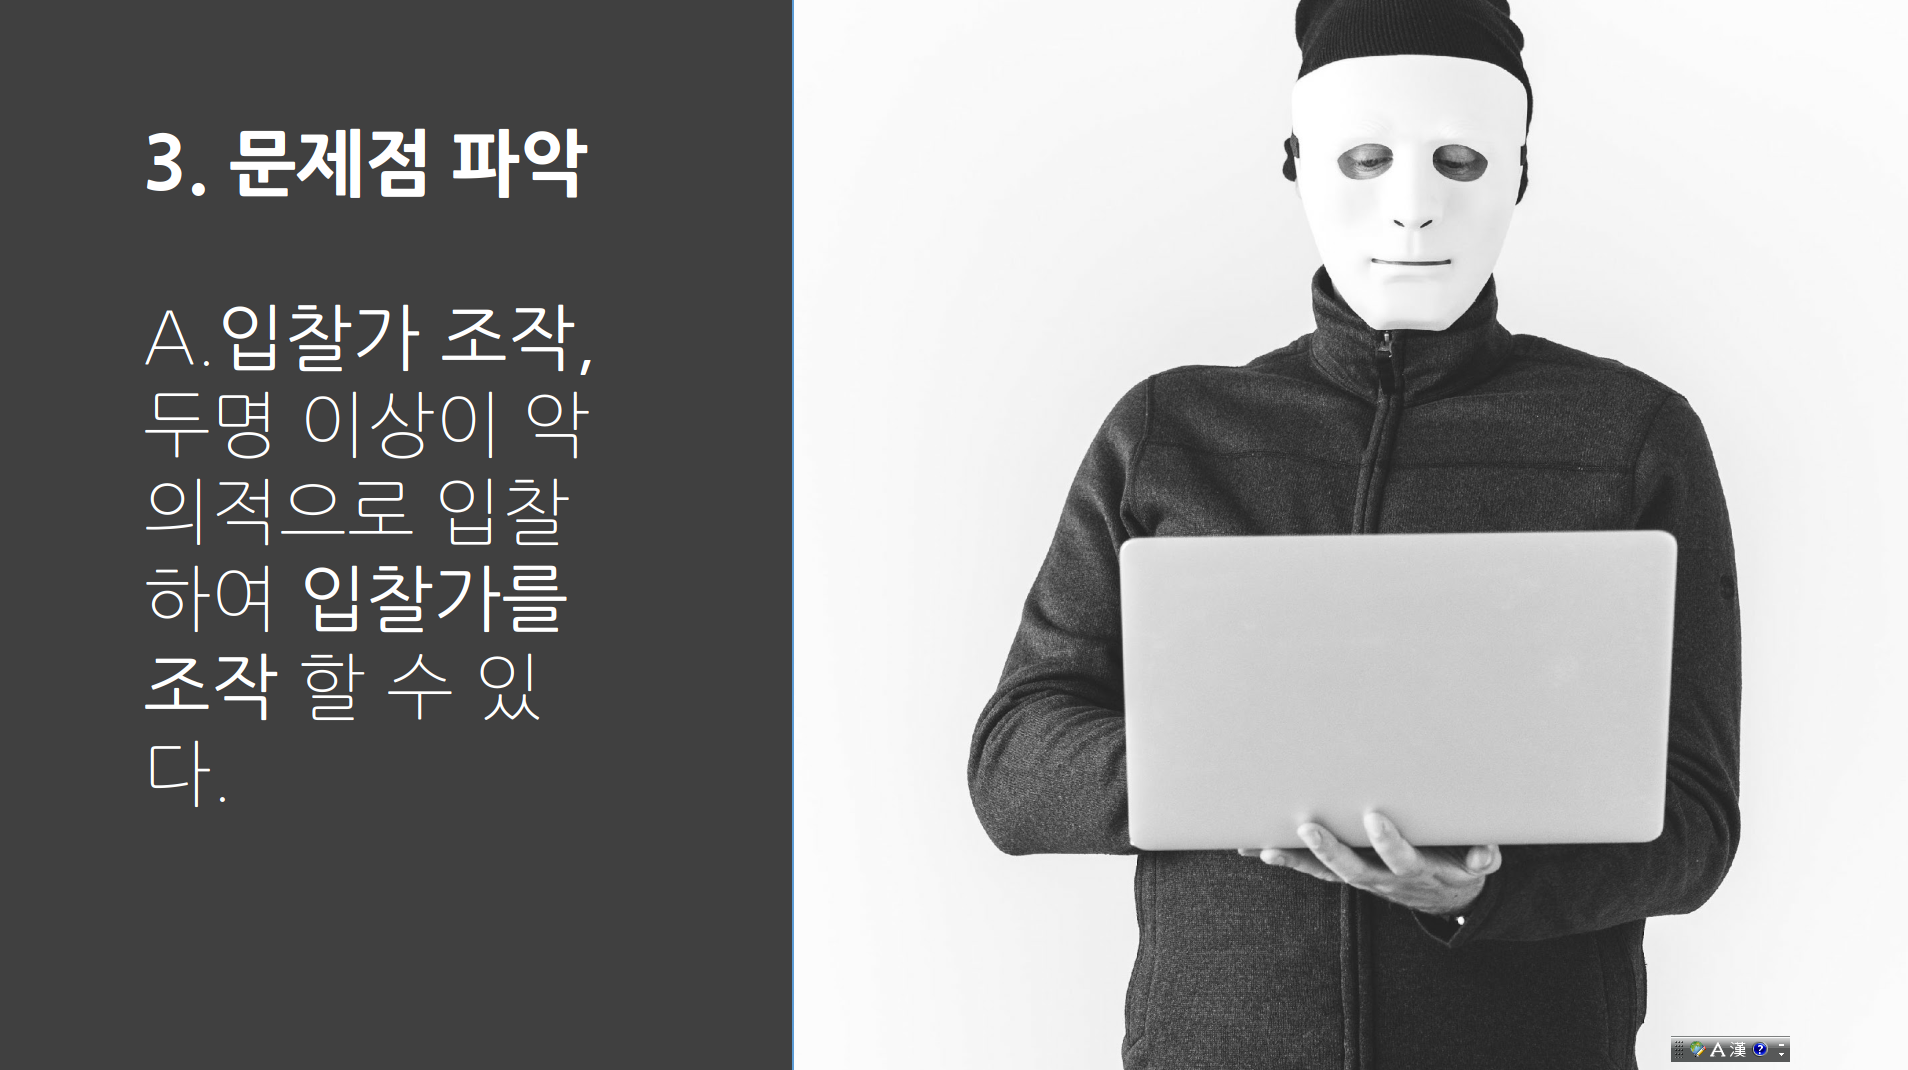 3. 문제점 파악
A.입찰가 조작,
두명 이상이 악
의적으로 입찰
하여 입찰가를
조작 할 수 있
다.
A 漢 ?